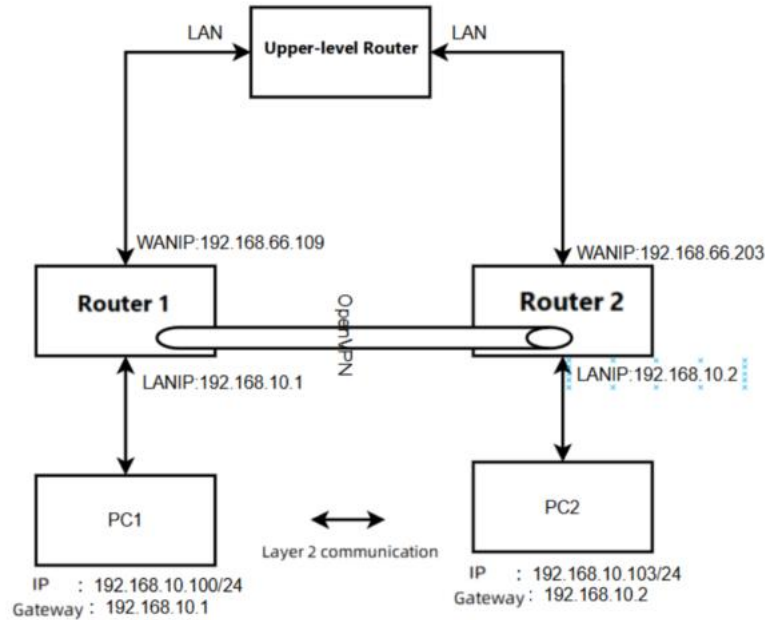 LAN
Upper-level Router
LAN
WANIP:192.168.66.109
WANIP:192.168.66.203
Router 1
Router 2
OpenVPN
LANIP:192.168.10.1
LANIP:192.168.10.2
PC1
PC2
Layer 2 communication
IP : 192.168.10.100/24
Gateway : 192.168.10.1
IP : 192.168.10.103/24
Gateway : 192.168.10.2